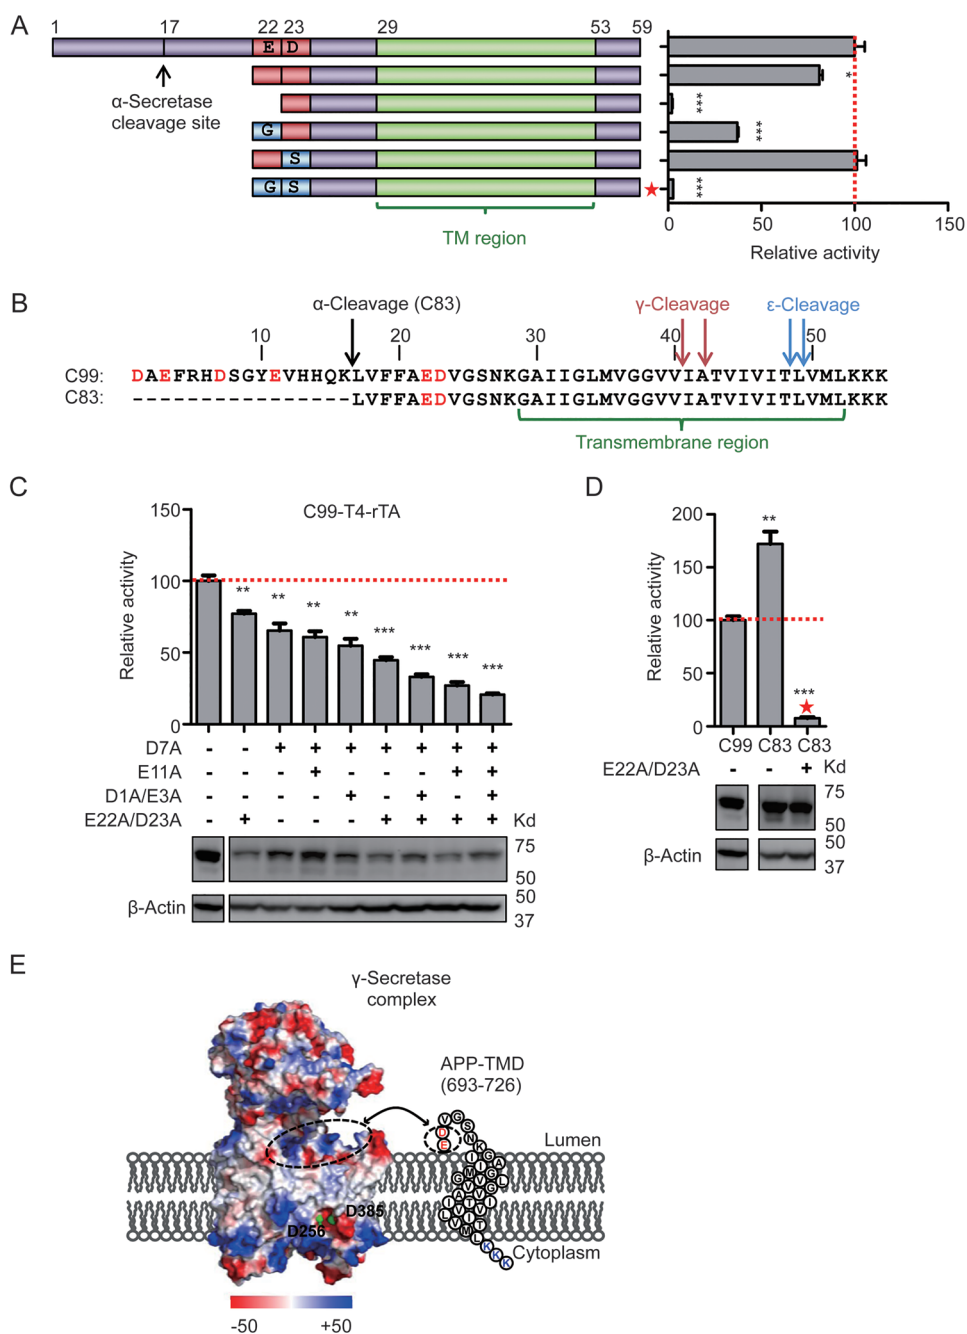 A
1 17 22 23 29 53 59
E D
α-Secretase
cleavage site
G
S
G S
TM region
*
***
***
***
0 50 100 150
Relative activity
B
α-Cleavage (C83) γ-Cleavage ε-Cleavage
10 20 30 40 50
C99: DAEFRHDSGYEVHHQKLVFFAEDVGSNKGAIIGLMVGGVVIATVIVITLVMLKKK
C83: ----------------LVFFAEDVGSNKGAIIGLMVGGVVIATVIVITLVMLKKK
Transmembrane region
C
C99-T4-rTA
Relative activity
150
100
50
0
** ** ** ** *** *** *** ***
D7A - - + + + + + + +
E11A - - - + - - - + +
D1A/E3A - - - - + - + - +
E22A/D23A - + - - - + + + + Kd
75
50
β-Actin
50
37
D
Relative activity
200
150
100
50
0
**
***
C99 C83 C83
E22A/D23A - - + Kd
75
50
β-Actin
50
37
E
γ-Secretase
complex
APP-TMD
(693-726)
Lumen
D385
D256
Cytoplasm
-50 +50